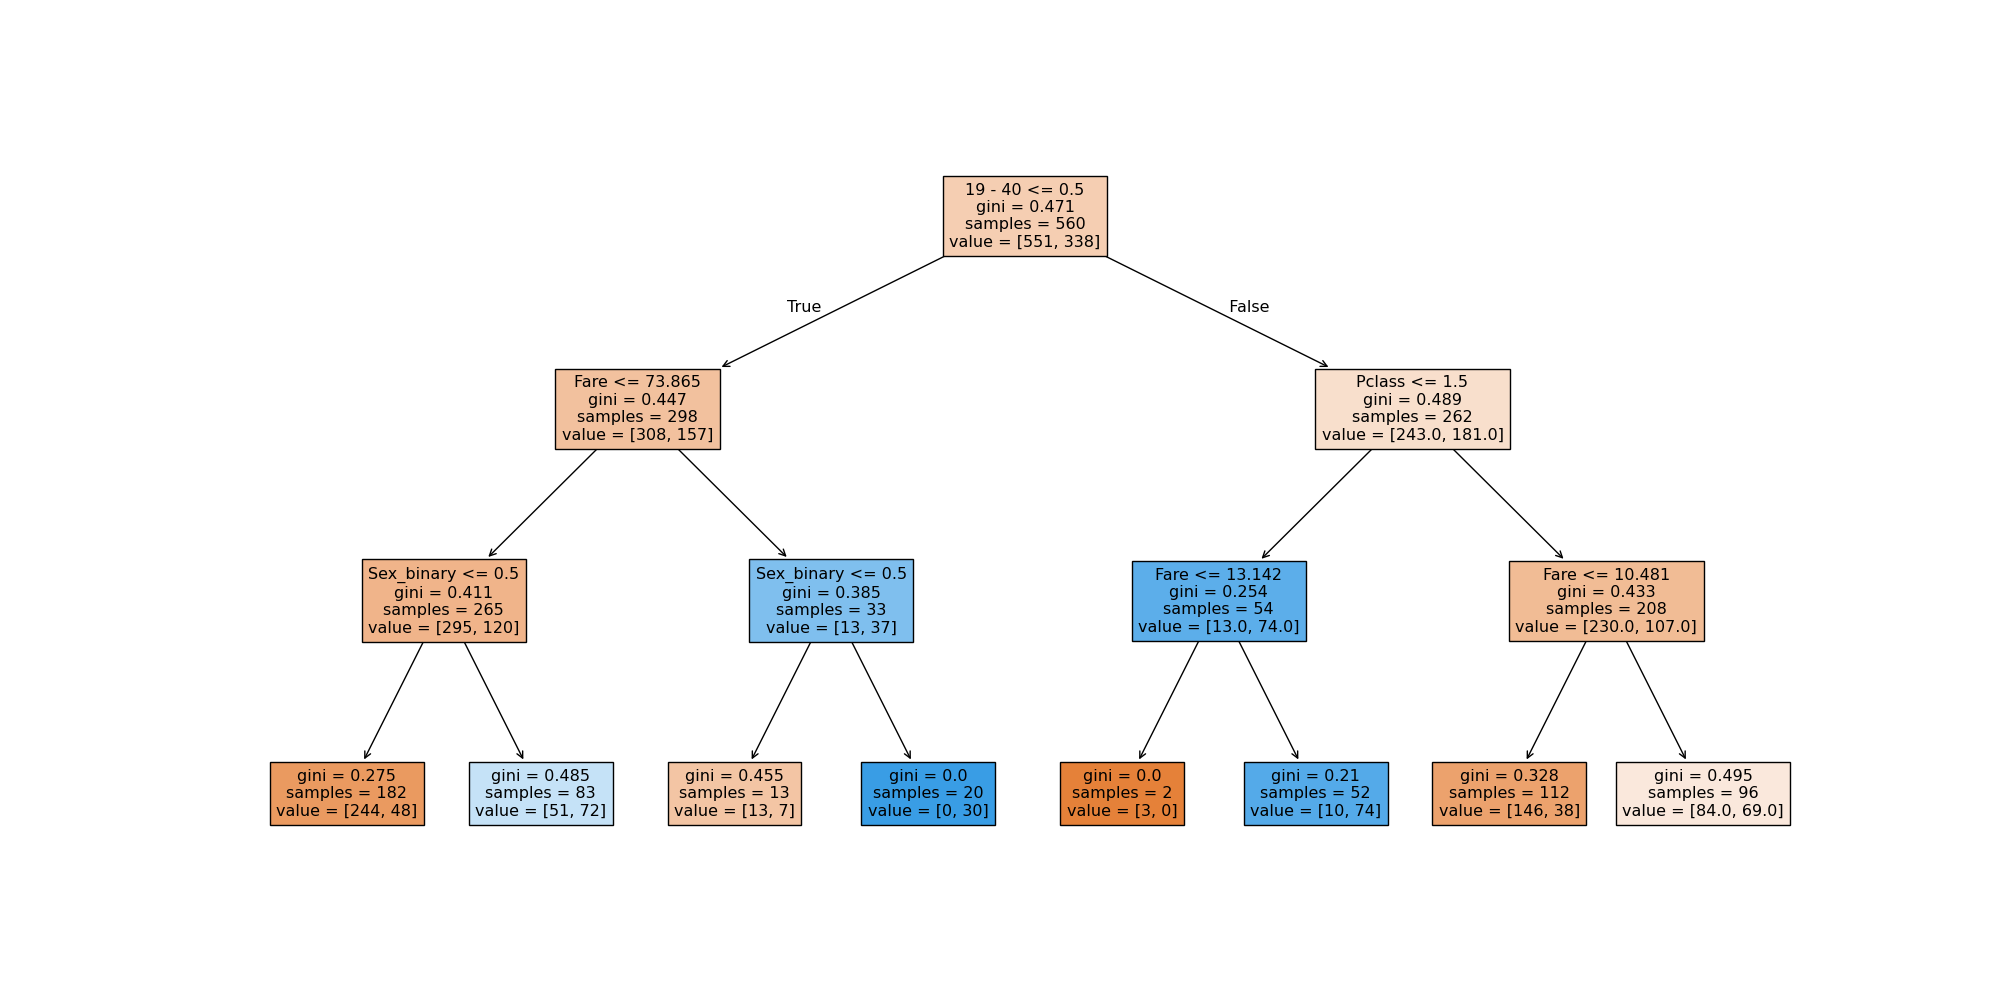 19 - 40 <= 0.5
gini = 0.471
samples = 560
value = [551, 338]
True
False
Fare <= 73.865
gini = 0.447
samples = 298
value = [308, 157]
Pclass <= 1.5
gini = 0.489
samples = 262
value = [243.0, 181.0]
Sex_binary <= 0.5
gini = 0.411
samples = 265
value = [295, 120]
Sex_binary <= 0.5
gini = 0.385
samples = 33
value = [13, 37]
Fare <= 13.142
gini = 0.254
samples = 54
value = [13.0, 74.0]
Fare <= 10.481
gini = 0.433
samples = 208
value = [230.0, 107.0]
gini = 0.275
samples = 182
value = [244, 48]
gini = 0.485
samples = 83
value = [51, 72]
gini = 0.455
samples = 13
value = [13, 7]
gini = 0.0
samples = 20
value = [0, 30]
gini = 0.0
samples = 2
value = [3, 0]
gini = 0.21
samples = 52
value = [10, 74]
gini = 0.328
samples = 112
value = [146, 38]
gini = 0.495
samples = 96
value = [84.0, 69.0]